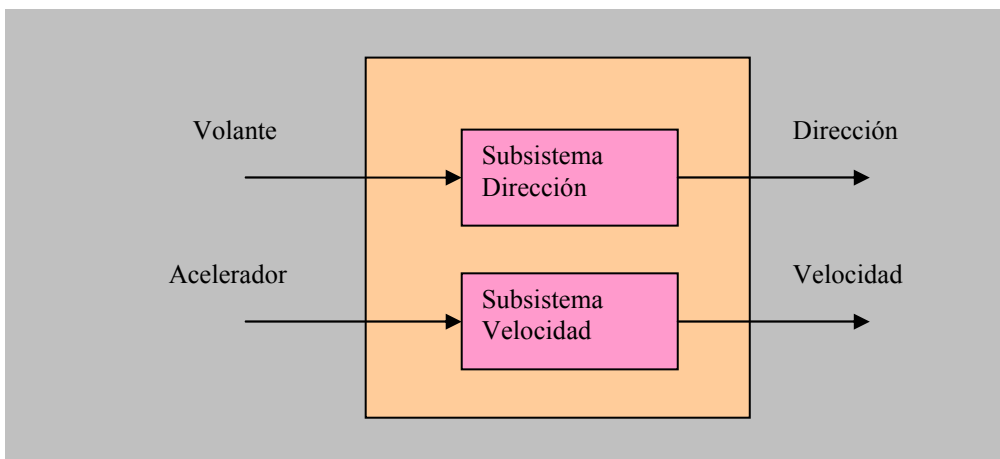 Volante
Dirección
Subsistema
Dirección
Acelerador
Velocidad
Subsistema
Velocidad